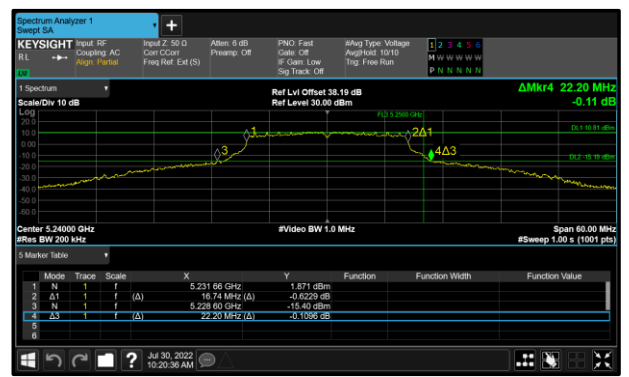 Spectrum Analyzer 1
Swept SA
+
KEYSIGHT Input: RF Input Z: 50 Ω Atten: 6 dB PNO: Fast #Avg Type: Voltage 1 2 3 4 5 6
RL Coupling: AC Corr CCorr Preamp: Off Gate: Off Avg|Hold: 10/10 M W W W W W
Align: Partial Freq Ref: Ext (S) IF Gain: Low Trig: Free Run
Sig Track: Off P N N N N N
1 Spectrum ΔMkr4 22.20 MHz
Ref Lvl Offset 38.19 dB
Scale/Div 10 dB Ref Level 30.00 dBm -0.11 dB
Log
20.0 FL3 5.2500 GHz
10.0 1 2Δ1 DL1 10.81 dBm
0.00
-10.0 3 4Δ3 DL2 -15.19 dBm
-20.0
-30.0
-40.0
-50.0
-60.0
Center 5.24000 GHz #Video BW 1.0 MHz Span 60.00 MHz
#Res BW 200 kHz #Sweep 1.00 s (1001 pts)
5 Marker Table
Mode Trace Scale X Y Function Function Width Function Value
1 N 1 f 5.231 66 GHz 1.871 dBm
2 Δ1 1 f (Δ) 16.74 MHz (Δ) -0.6229 dB
3 N 1 f 5.228 60 GHz -15.40 dBm
4 Δ3 1 f (Δ) 22.20 MHz (Δ) -0.1096 dB
5
6
? Jul 30, 2022
10:20:36 AM